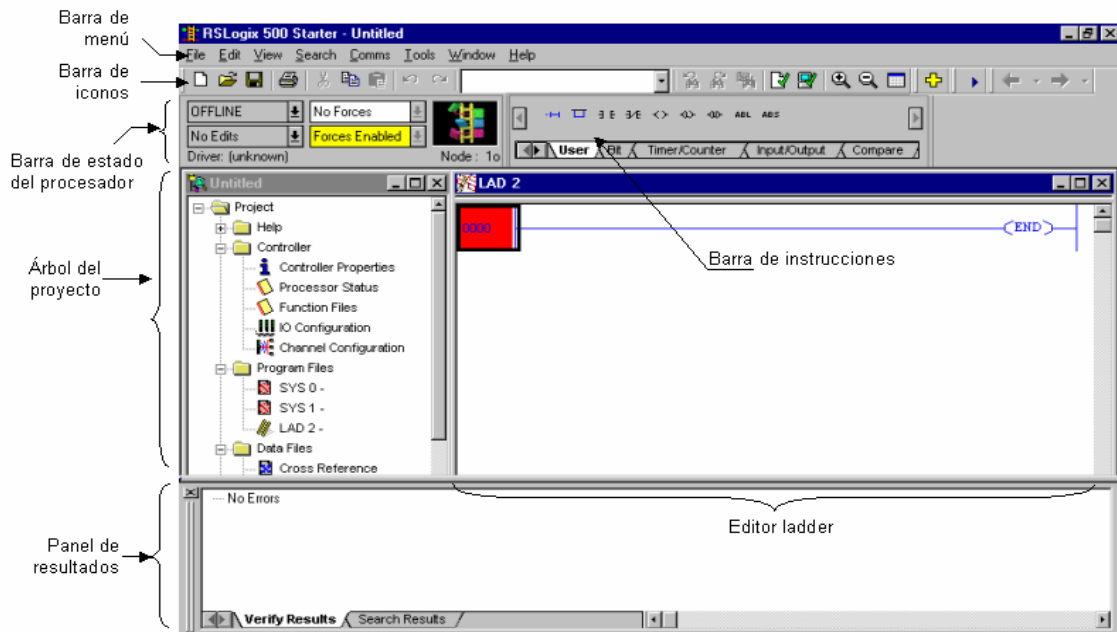 Barra de
menú
Barra de
iconos
Barra de estado
del procesador
Árbol del
proyecto
Panel de
resultados
RSLogix 500 Starter - Untitled
File Edit View Search Comms Tools Window Help
OFFLINE No Forces
No Edits Forces Enabled
Driver: (unknown) Node : 1o
ABL ABS
User Bit Timer/Counter Input/Output Compare
Untitled
Project
Help
Controller
Controller Properties
Processor Status
Function Files
IO Configuration
Channel Configuration
Program Files
SYS 0 -
SYS 1 -
LAD 2 -
Data Files
Cross Reference
LAD 2
0000
END
Barra de instrucciones
Editor ladder
No Errors
Verify Results Search Results